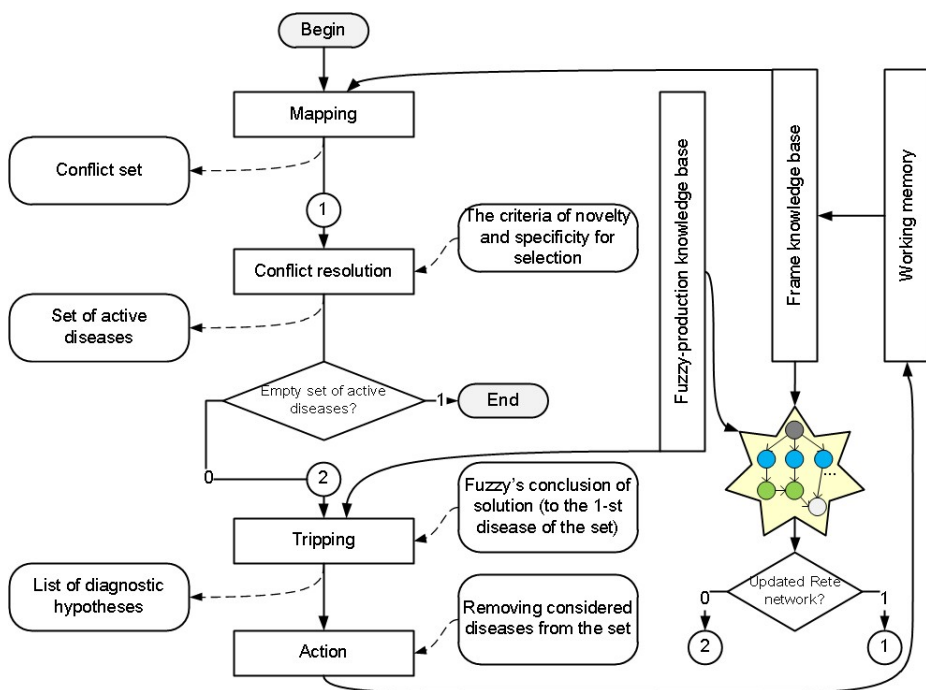 Begin
Mapping
Conflict set
1
The criteria of novelty
and specificity for
selection
Conflict resolution
Set of active
diseases
Empty set of active
diseases?
1
End
0
2
Fuzzy's conclusion of
solution (to the 1-st
disease of the set)
Tripping
List of diagnostic
hypotheses
Removing considered
diseases from the set
Action
Fuzzy-production knowledge base
Frame knowledge base
Working memory
...
Updated Rete
network?
0
1
2
1